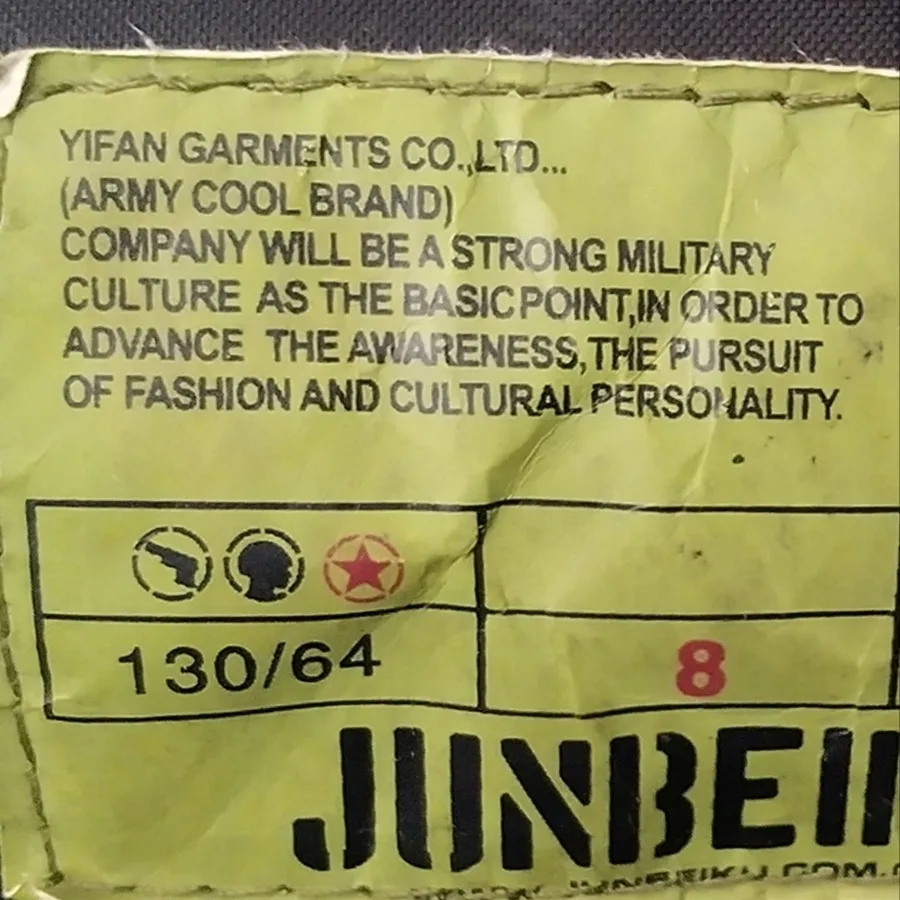 YIFAN GARMENTS CO.,LTD...
(ARMY COOL BRAND)
COMPANY WILL BE A STRONG MILITARY
CULTURE AS THE BASIC POINT,IN ORDER TO
ADVANCE THE AWARENESS,THE PURSUIT
OF FASHION AND CULTURAL PERSONALITY.
130/64
8
JUNBEI